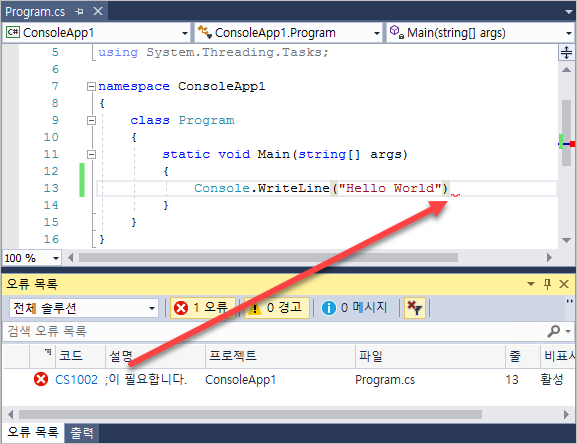 Program.cs
ConsoleApp1 ConsoleApp1.Program Main(string[] args)
5 using System.Threading.Tasks;
6
7 namespace ConsoleApp1
8 {
9 class Program
10 {
11 static void Main(string[] args)
12 {
13 Console.WriteLine("Hello World")
14 }
15 }
16 }
100 %
오류 목록
전체 솔루션 1 오류 0 경고 0 메시지
검색 오류 목록
코드 설명 프로젝트 파일 줄 비표시
CS1002 ;이 필요합니다. ConsoleApp1 Program.cs 13 활성
오류 목록 출력